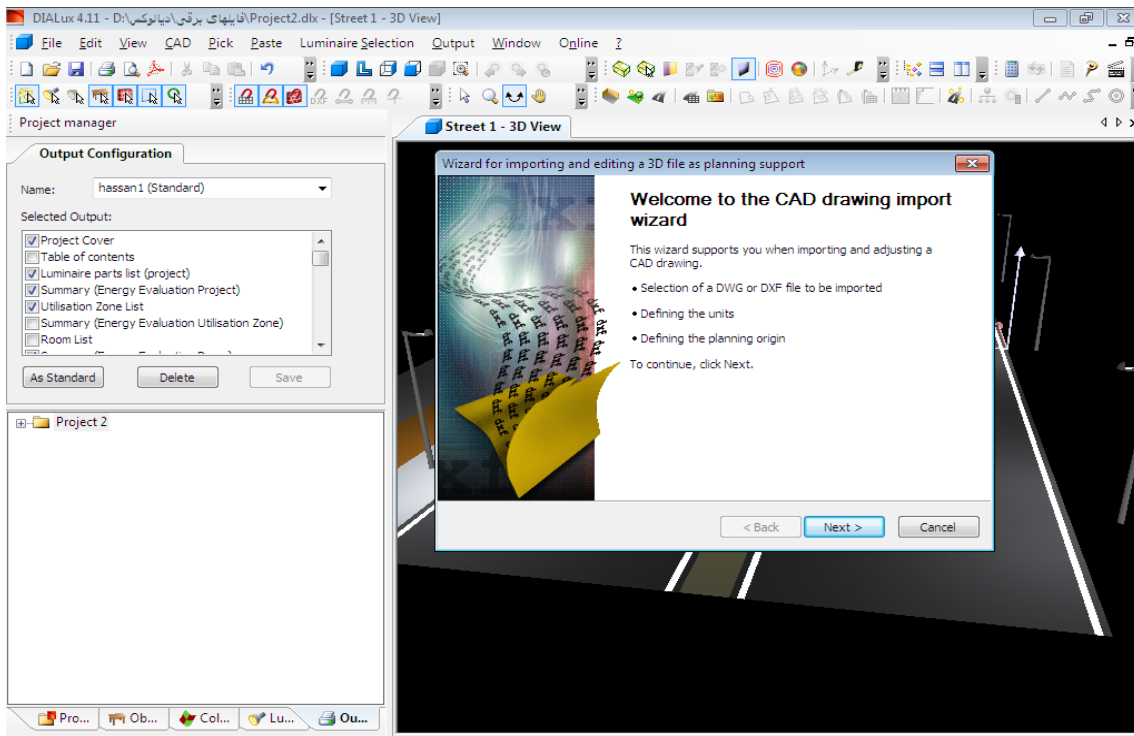 DIALux 4.11 - D:\فایلهای برقی\دیالوکس\Project2.dlx - [Street 1 - 3D View]
File Edit View CAD Pick Paste Luminaire Selection Output Window Online ?
Project manager
Output Configuration
Name: hassan1 (Standard)
Selected Output:
Project Cover
Table of contents
Luminaire parts list (project)
Summary (Energy Evaluation Project)
Utilisation Zone List
Summary (Energy Evaluation Utilisation Zone)
Room List
As Standard Delete Save
Project 2
Pro... Ob... Col... Lu... Ou...
Street 1 - 3D View
Wizard for importing and editing a 3D file as planning support
Welcome to the CAD drawing import
wizard
This wizard supports you when importing and adjusting a
CAD drawing.
• Selection of a DWG or DXF file to be imported
• Defining the units
• Defining the planning origin
To continue, click Next.
< Back Next > Cancel